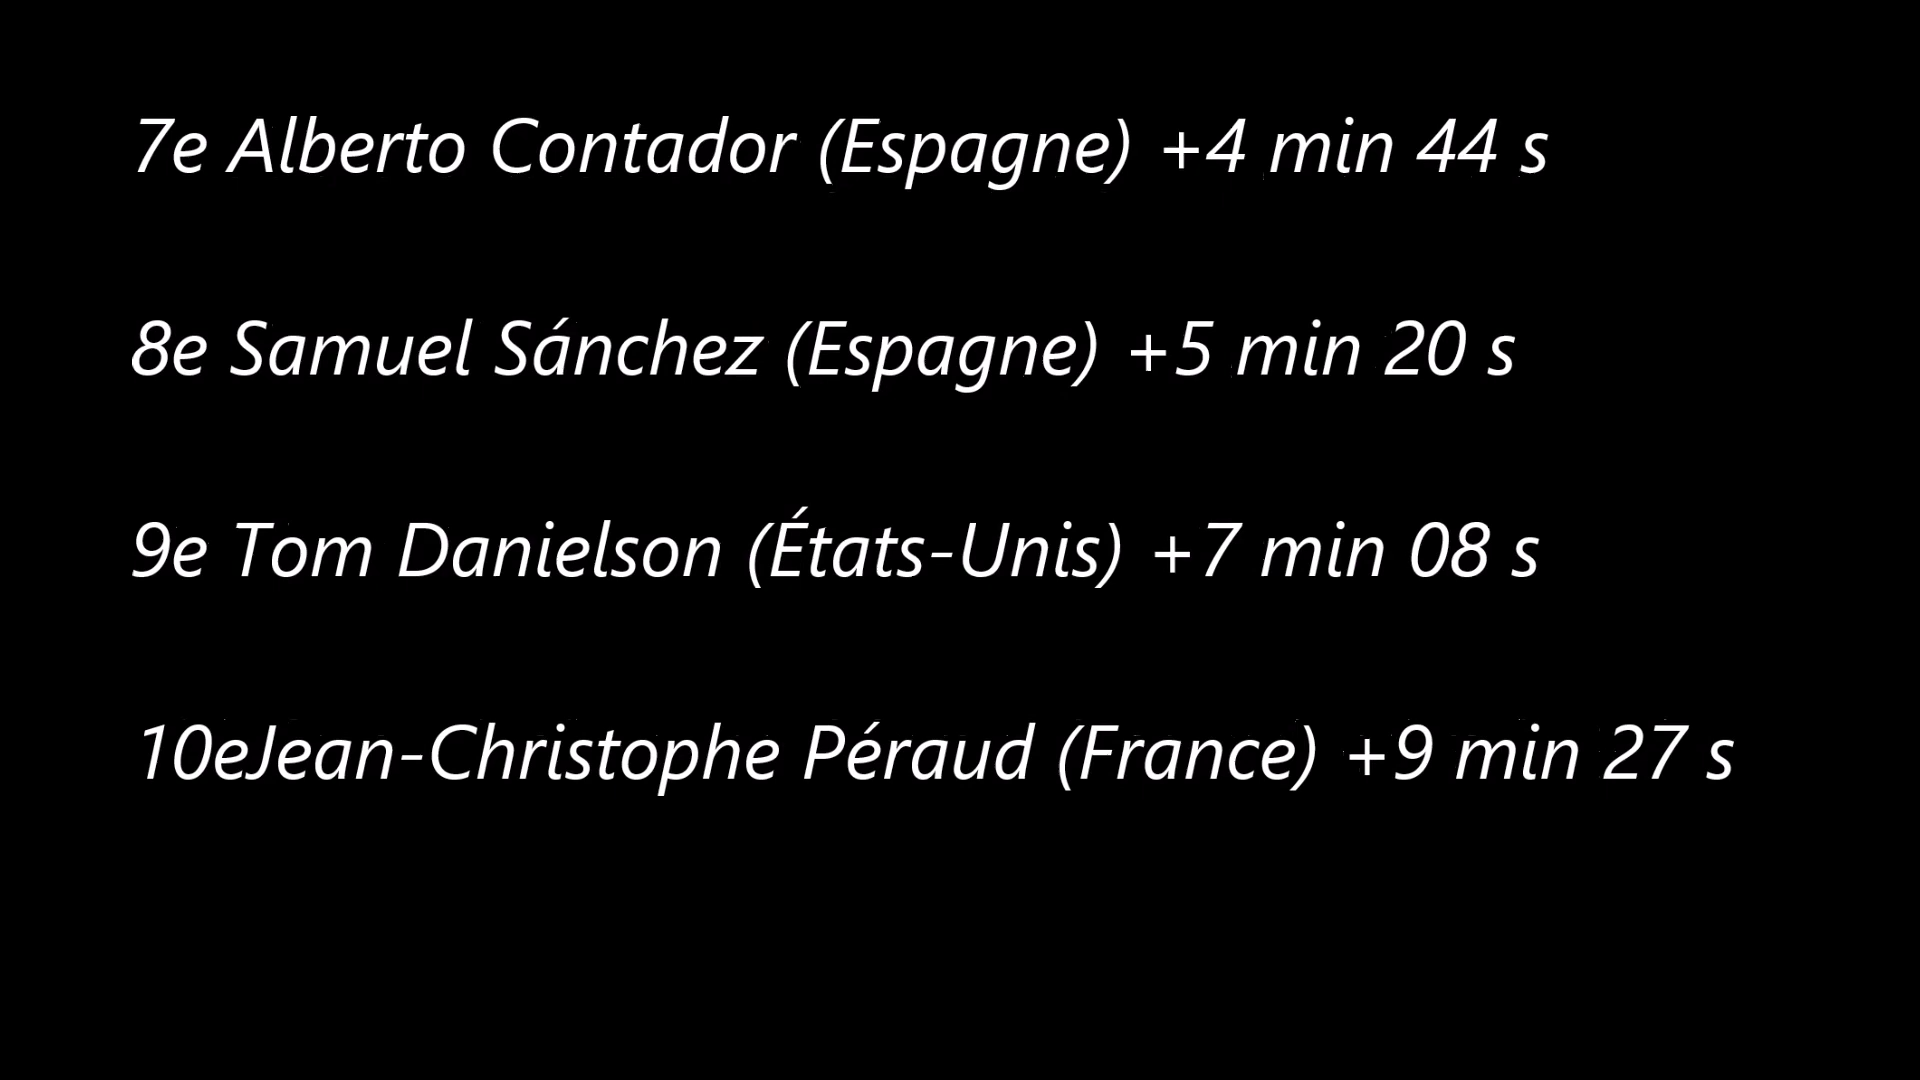 7e Alberto Contador (Espagne) +4 min 44 s
8e Samuel Sánchez (Espagne) +5 min 20 s
9e Tom Danielson (États-Unis) +7 min 08 s
10eJean-Christophe Péraud (France) +9 min 27 s